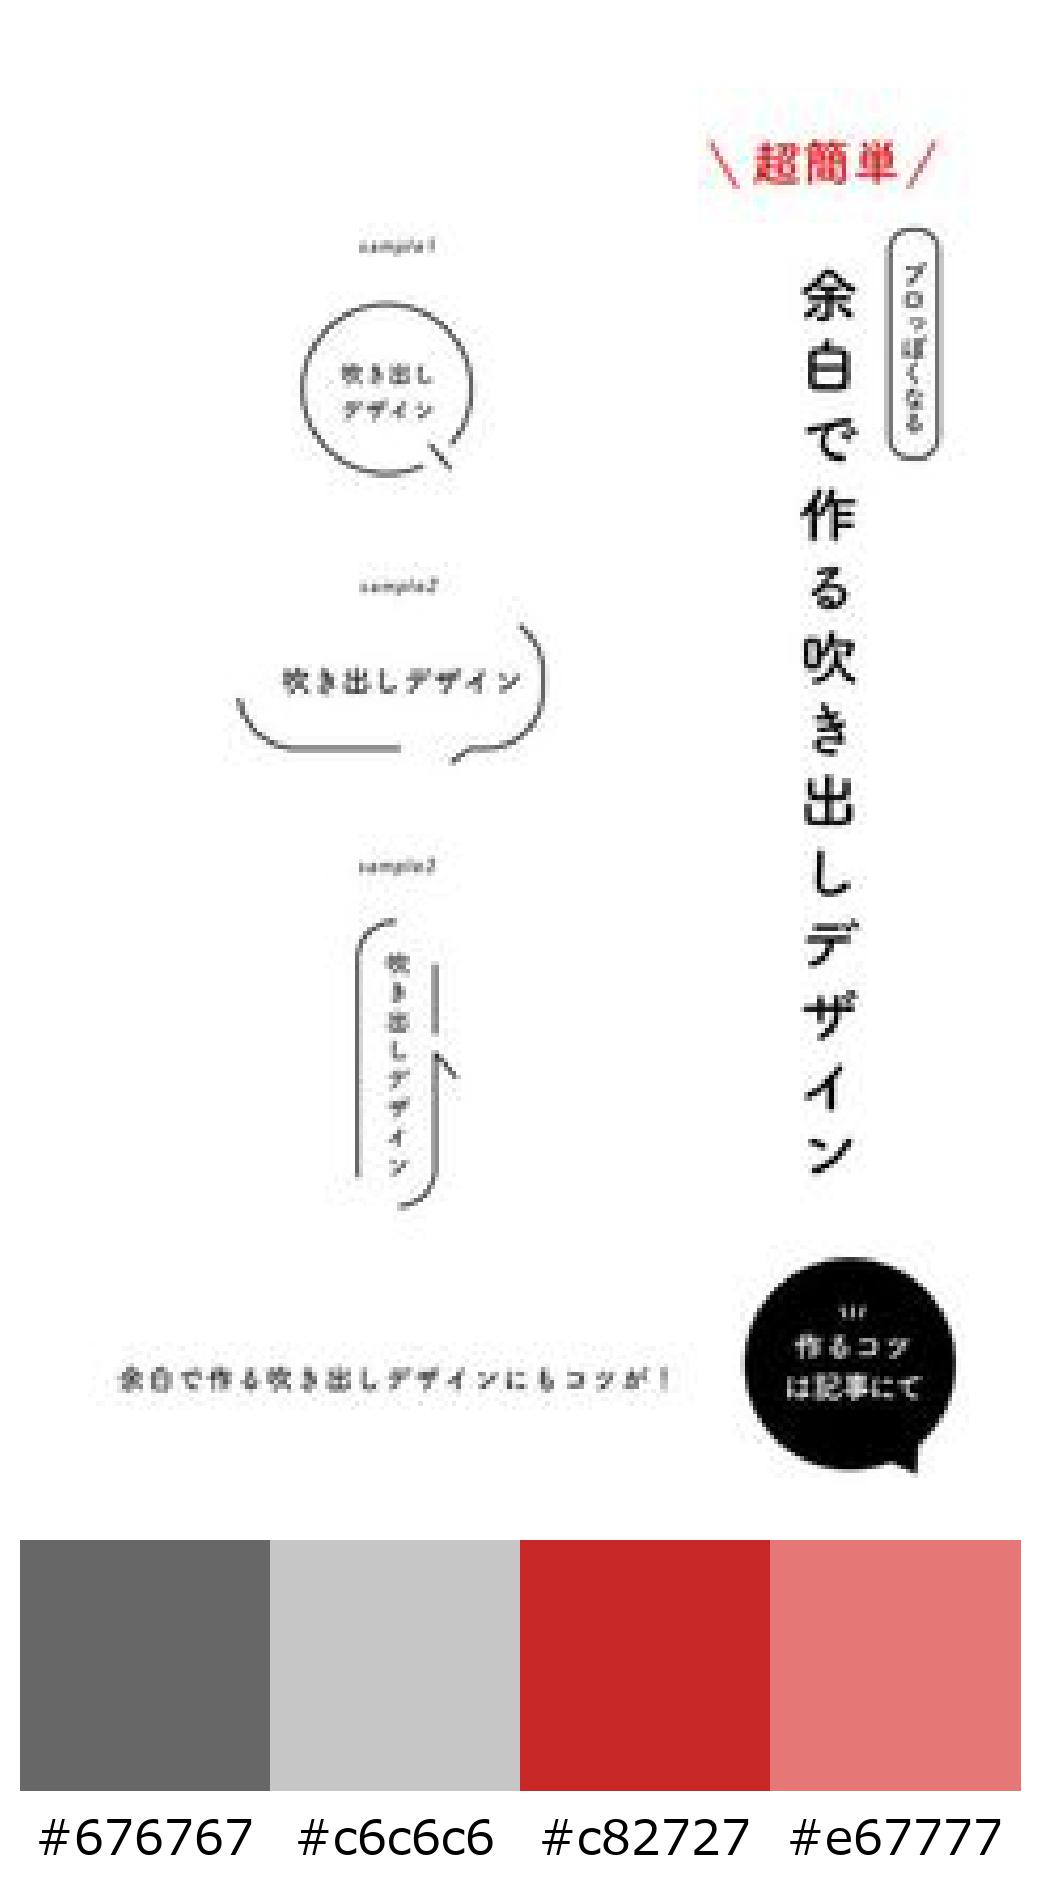 ＼超簡単／
プロっぽくなる
余白で作る吹き出しデザイン
sample1
吹き出し
デザイン
sample2
吹き出しデザイン
sample3
吹き出しデザイン
余白で作る吹き出しデザインにもコツが！
作るコツ
は記事にて
#676767 #c6c6c6 #c82727 #e67777